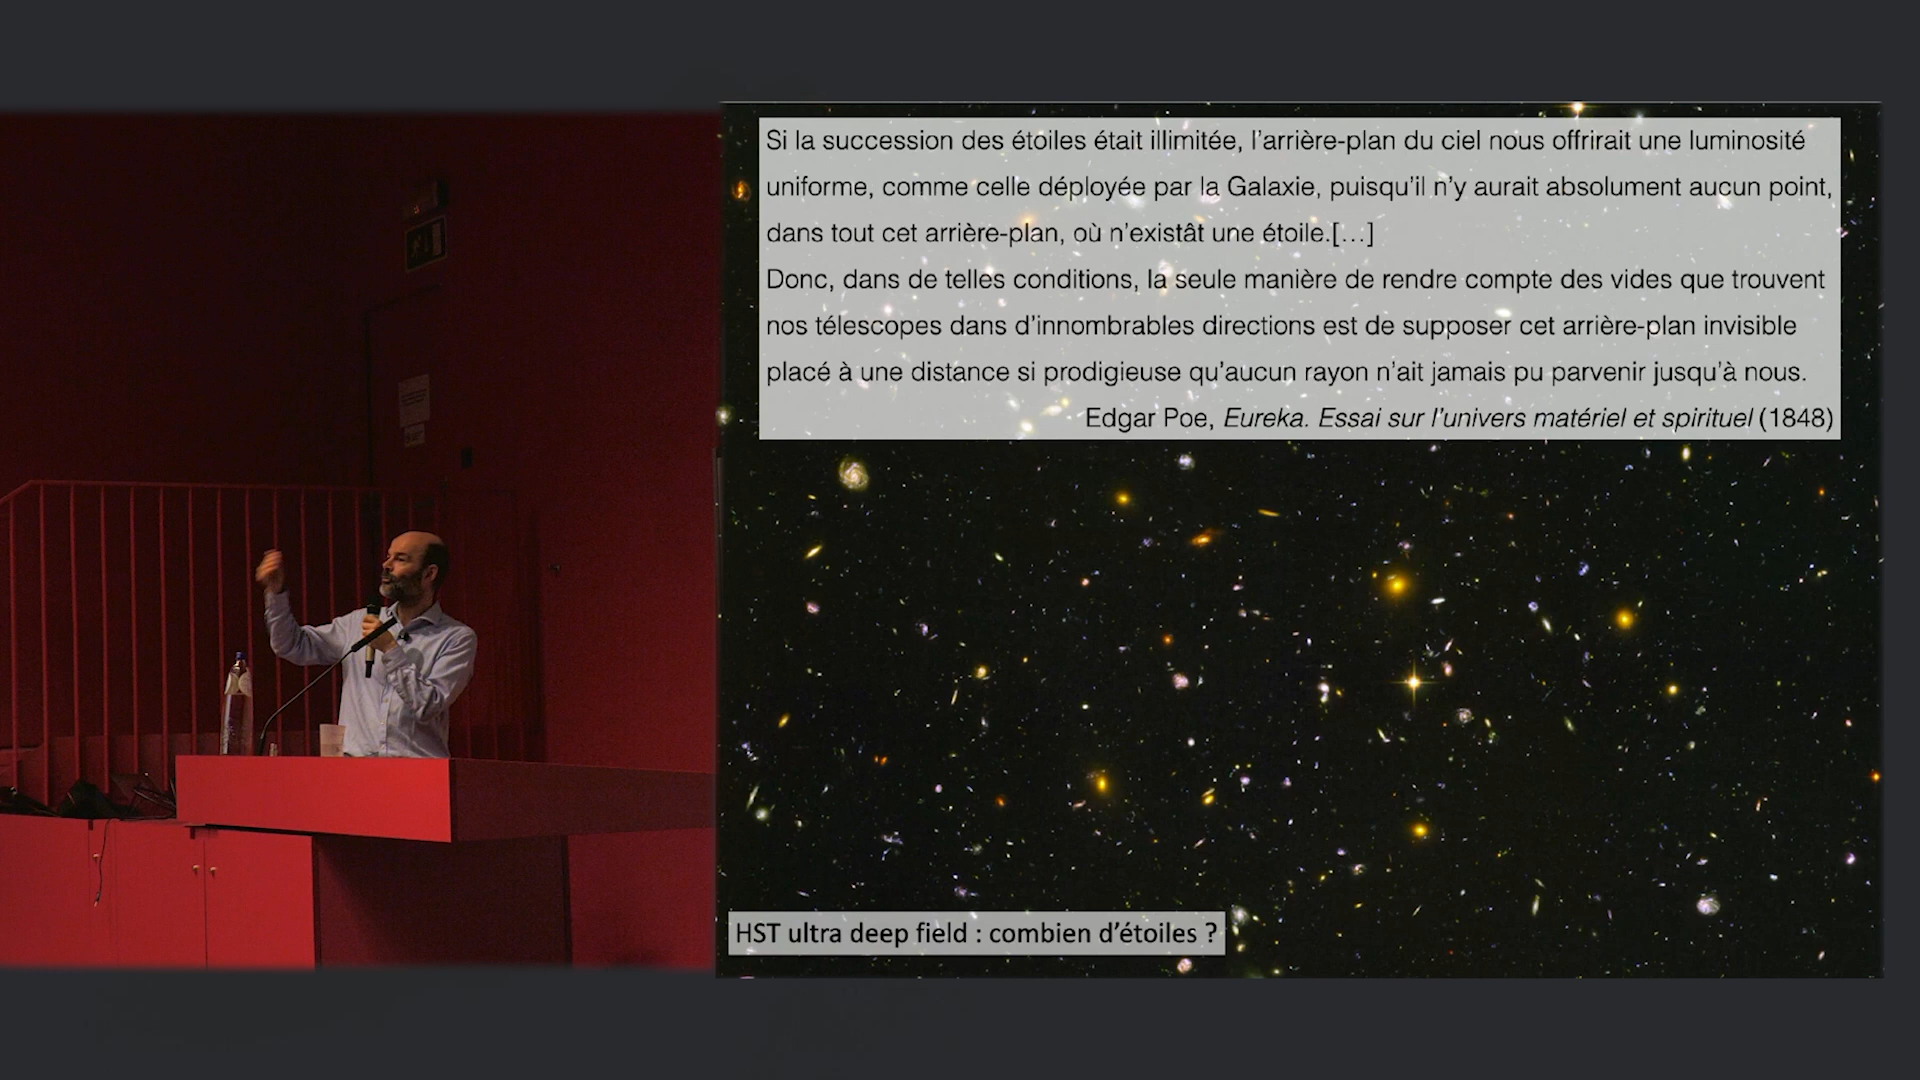 Si la succession des étoiles était illimitée, l'arrière-plan du ciel nous offrirait une luminosité
uniforme, comme celle déployée par la Galaxie, puisqu'il n'y aurait absolument aucun point,
dans tout cet arrière-plan, où n'existât une étoile.[…]
Donc, dans de telles conditions, la seule manière de rendre compte des vides que trouvent
nos télescopes dans d'innombrables directions est de supposer cet arrière-plan invisible
placé à une distance si prodigieuse qu'aucun rayon n'ait jamais pu parvenir jusqu'à nous.
Edgar Poe, Eureka. Essai sur l'univers matériel et spirituel (1848)
HST ultra deep field : combien d'étoiles ?